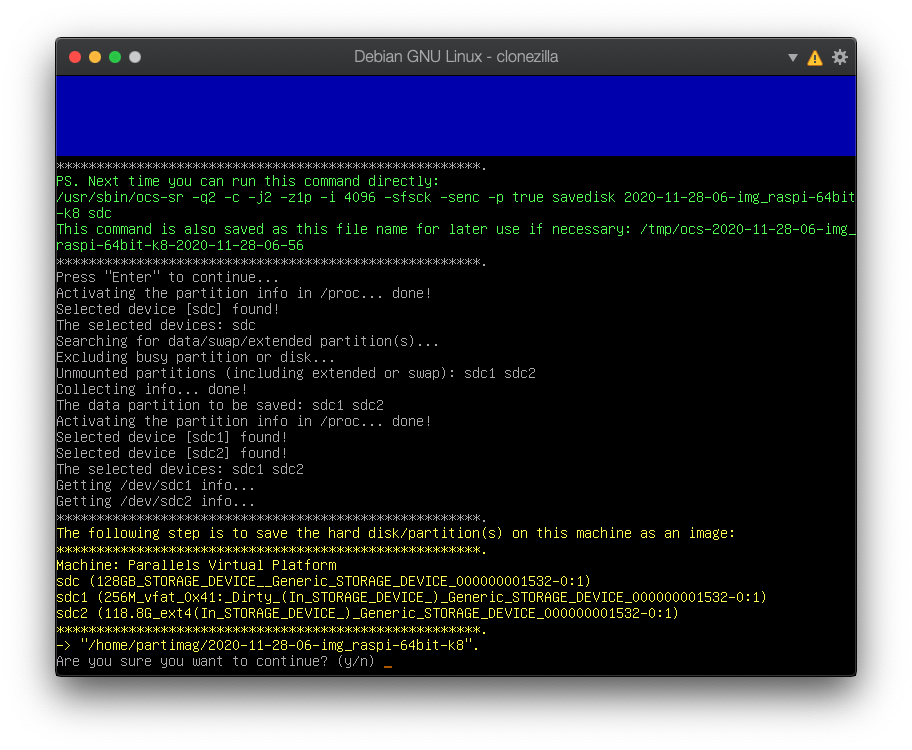 Debian GNU Linux - clonezilla
*****************************************************.
PS. Next time you can run this command directly:
/usr/sbin/ocs-sr -q2 -c -j2 -z1p -i 4096 -sfsck -senc -p true savedisk 2020-11-28-06-img_raspi-64bit
-k8 sdc
This command is also saved as this file name for later use if necessary: /tmp/ocs-2020-11-28-06-img_
raspi-64bit-k8-2020-11-28-06-56
*****************************************************.
Press "Enter" to continue...
Activating the partition info in /proc... done!
Selected device [sdc] found!
The selected devices: sdc
Searching for data/swap/extended partition(s)...
Excluding busy partition or disk...
Unmounted partitions (including extended or swap): sdc1 sdc2
Collecting info... done!
The data partition to be saved: sdc1 sdc2
Activating the partition info in /proc... done!
Selected device [sdc1] found!
Selected device [sdc2] found!
The selected devices: sdc1 sdc2
Getting /dev/sdc1 info...
Getting /dev/sdc2 info...
*****************************************************.
The following step is to save the hard disk/partition(s) on this machine as an image:
*****************************************************.
Machine: Parallels Virtual Platform
sdc (128GB_STORAGE_DEVICE__Generic_STORAGE_DEVICE_000000001532-0:1)
sdc1 (256M_vfat_0x41:_Dirty_(In_STORAGE_DEVICE_)_Generic_STORAGE_DEVICE_000000001532-0:1)
sdc2 (118.8G_ext4(In_STORAGE_DEVICE_)_Generic_STORAGE_DEVICE_000000001532-0:1)
*****************************************************.
-> "/home/partimag/2020-11-28-06-img_raspi-64bit-k8".
Are you sure you want to continue? (y/n) _